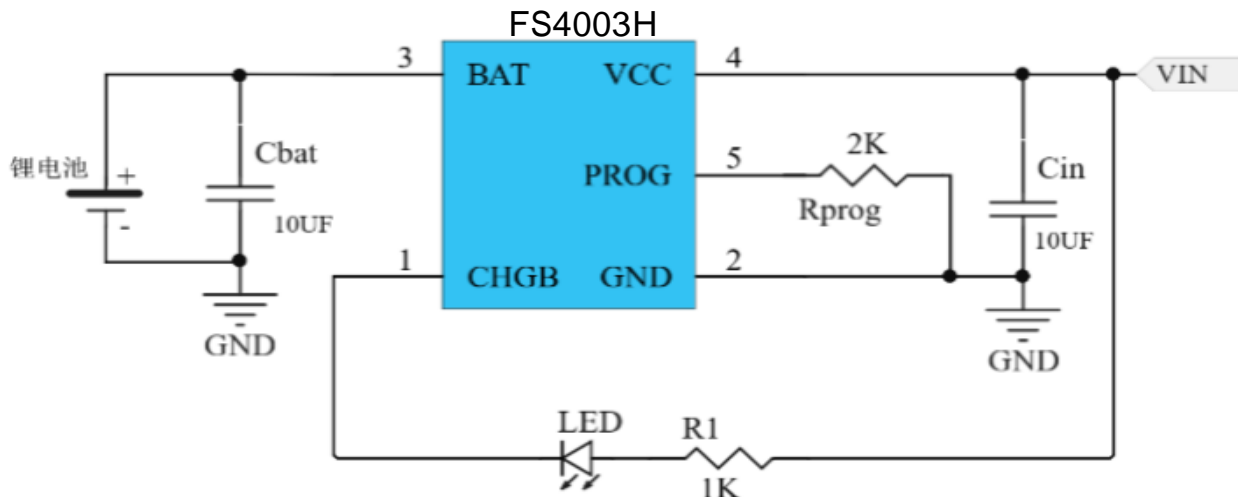 FS4003H
3 BAT VCC 4 VIN
锂电池 + - Cbat 10UF
PROG 5 2K Rprog Cin 10UF
1 CHGB GND 2
GND GND
LED R1
1K